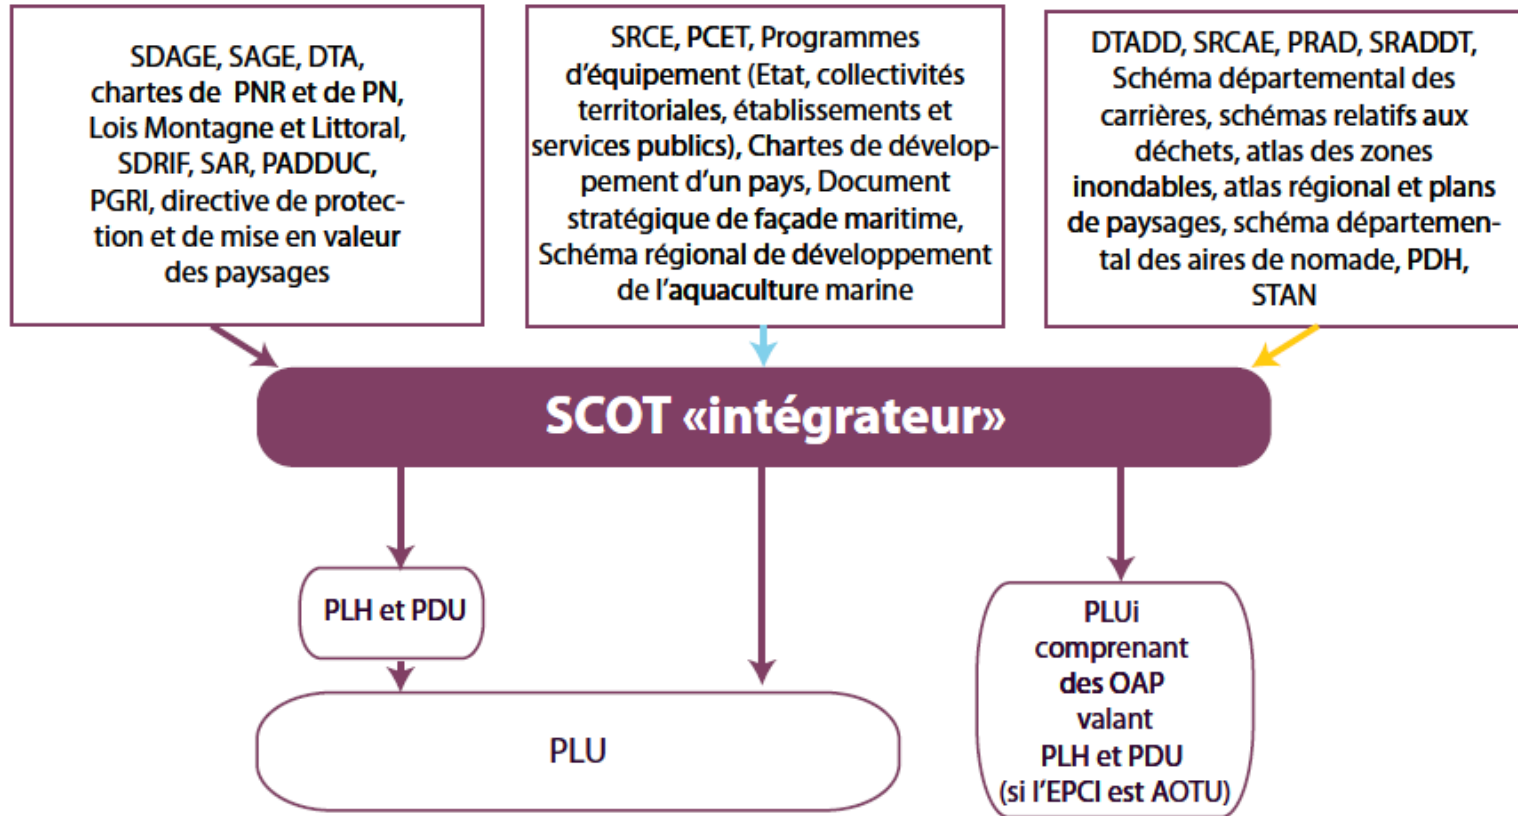 SDAGE, SAGE, DTA,
chartes de PNR et de PN,
Lois Montagne et Littoral,
SDRIF, SAR, PADDUC,
PGRI, directive de protec-
tion et de mise en valeur
des paysages
SRCE, PCET, Programmes
d'équipement (Etat, collectivités
territoriales, établissements et
services publics), Chartes de dévelop-
pement d'un pays, Document
stratégique de façade maritime,
Schéma régional de développement
de l'aquaculture marine
DTADD, SRCAE, PRAD, SRADDT,
Schéma départemental des
carrières, schémas relatifs aux
déchets, atlas des zones
inondables, atlas régional et plans
de paysages, schéma départemen-
tal des aires de nomade, PDH,
STAN
SCOT «intégrateur»
PLH et PDU
PLU
PLUi
comprenant
des OAP
valant
PLH et PDU
(si l'EPCI est AOTU)